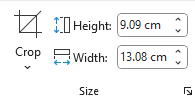 Height: 9.09 cm
Crop
Width: 13.08 cm
Size